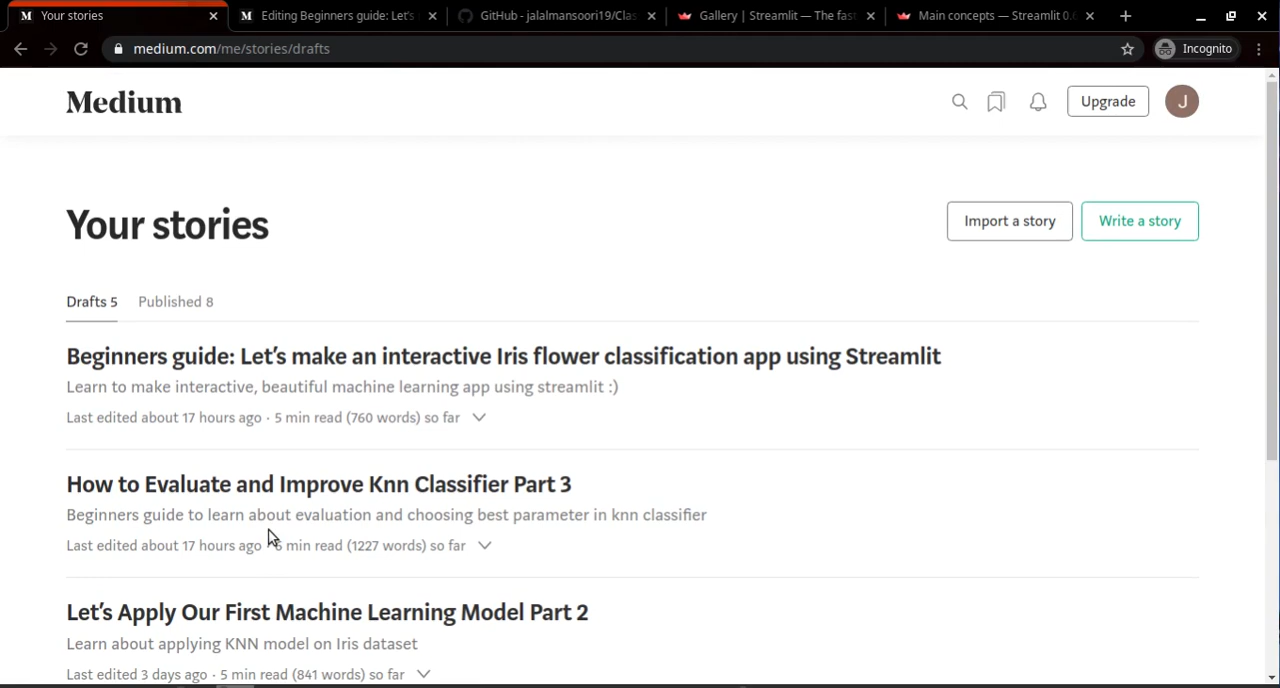 Your stories
Editing Beginners guide: Let's
GitHub - jalalmansoori19/Clas
Gallery | Streamlit — The fast
Main concepts — Streamlit 0.
medium.com/me/stories/drafts
Incognito
Medium
Upgrade
J
Your stories
Import a story
Write a story
Drafts 5
Published 8
Beginners guide: Let's make an interactive Iris flower classification app using Streamlit
Learn to make interactive, beautiful machine learning app using streamlit :)
Last edited about 17 hours ago · 5 min read (760 words) so far
How to Evaluate and Improve Knn Classifier Part 3
Beginners guide to learn about evaluation and choosing best parameter in knn classifier
Last edited about 17 hours ago · 6 min read (1227 words) so far
Let's Apply Our First Machine Learning Model Part 2
Learn about applying KNN model on Iris dataset
Last edited 3 days ago · 5 min read (841 words) so far